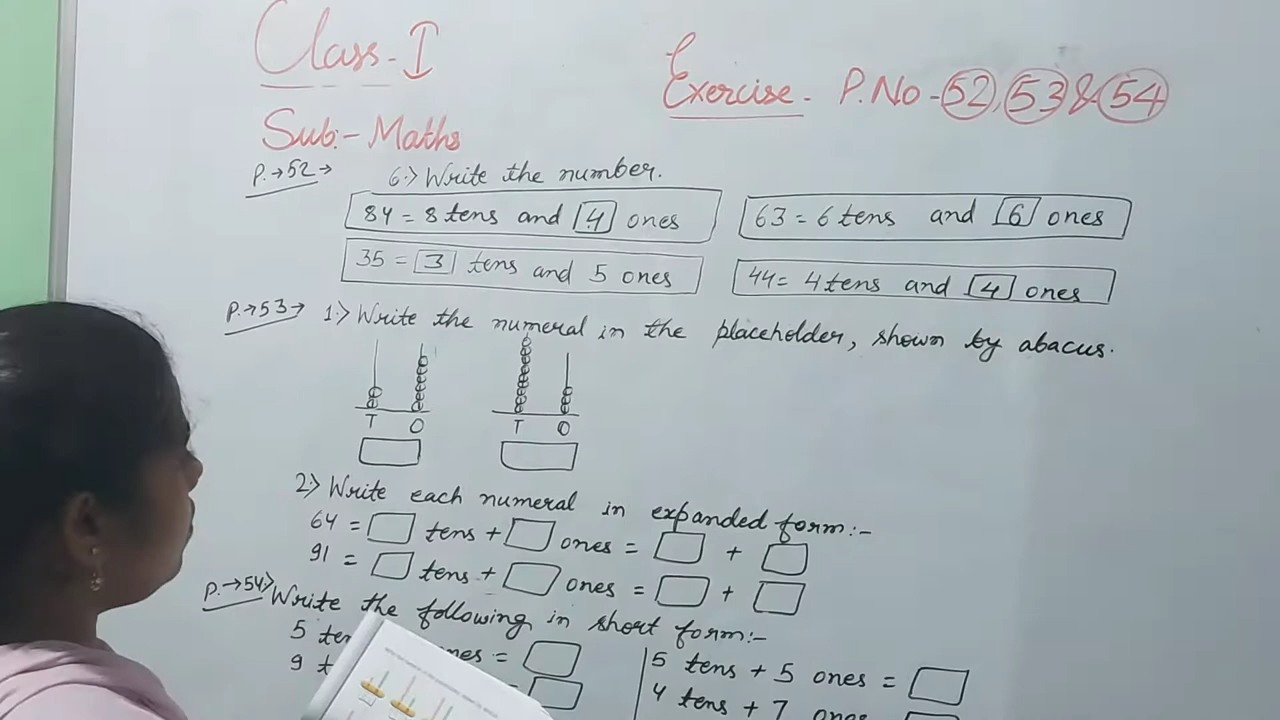 Class-I
Exercise- P.No-52, 53 & 54
Sub:- Maths
P.→52→ 6:> Write the number.
84 = 8 tens and 4 ones
63 = 6 tens and 6 ones
35 = 3 tens and 5 ones
44 = 4 tens and 4 ones
P.→53→ 1:> Write the numeral in the placeholder, shown by abacus.
T O T O
2:> Write each numeral in expanded form:-
64 = tens + ones = +
91 = tens + ones = +
P.→54> Write the following in short form:-
5 =
5 tens + 5 ones =
9 =
4 tens + 7 ones